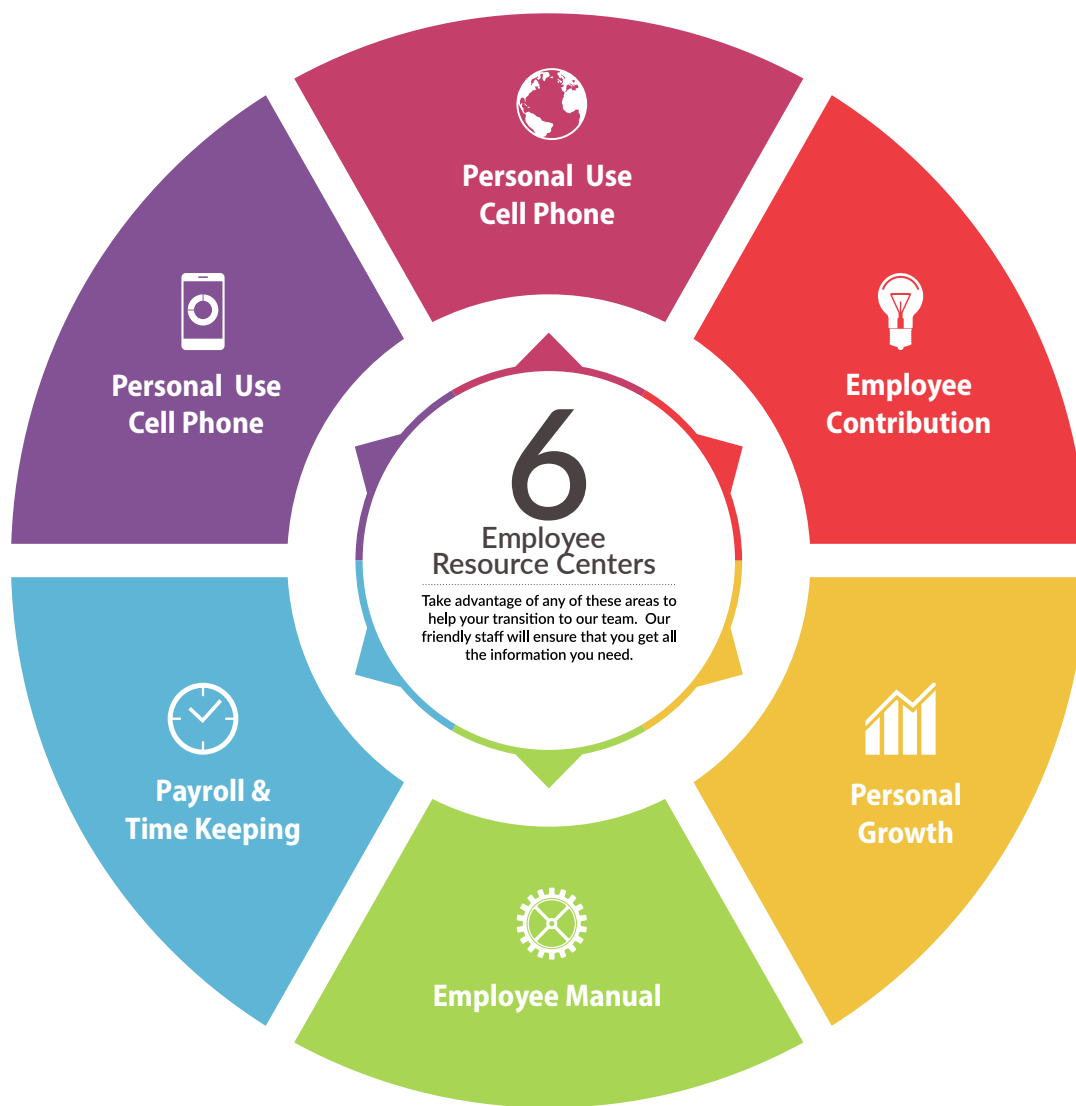 Personal Use
Cell Phone
Employee
Contribution
Personal
Growth
Employee Manual
Payroll &
Time Keeping
Personal Use
Cell Phone
6
Employee
Resource Centers
Take advantage of any of these areas to
help your transition to our team. Our
friendly staff will ensure that you get all
the information you need.